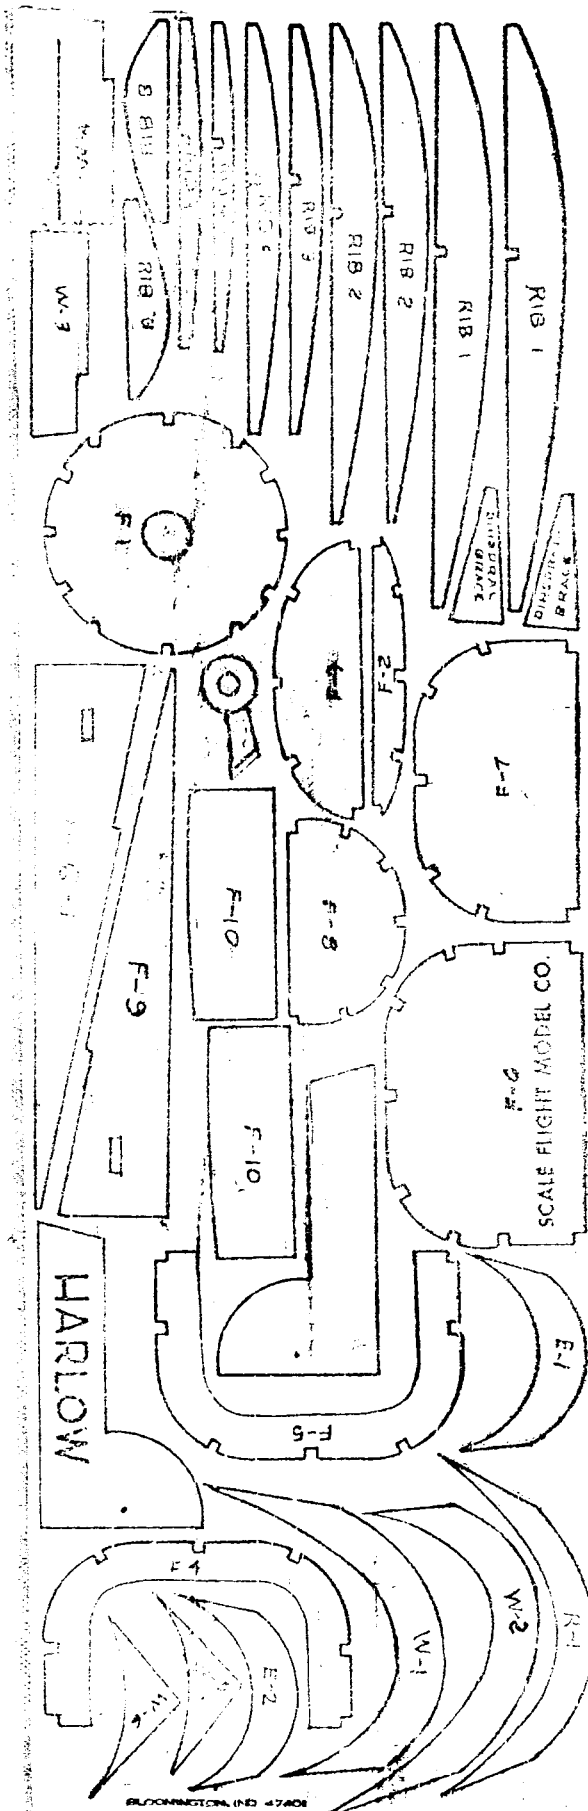 RIB 8
RIB 8
W-3
RIB 3
RIB 2
RIB 2
RIB 1
RIB 1
DIHEDRAL
BRACE
DIHEDRAL
BRACE
F-1
F-2
F-7
F-10
F-8
F-9
F-10
SCALE FLIGHT MODEL CO.
HARLOW
F-5
E-1
F4
E-2
W-1
W-2
R-1
BLOOMINGTON, IND 47401